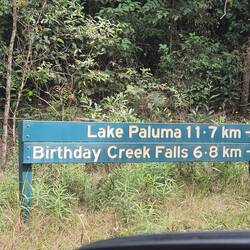 Lake Paluma 11·7 km
Birthday Creek Falls 6·8 km